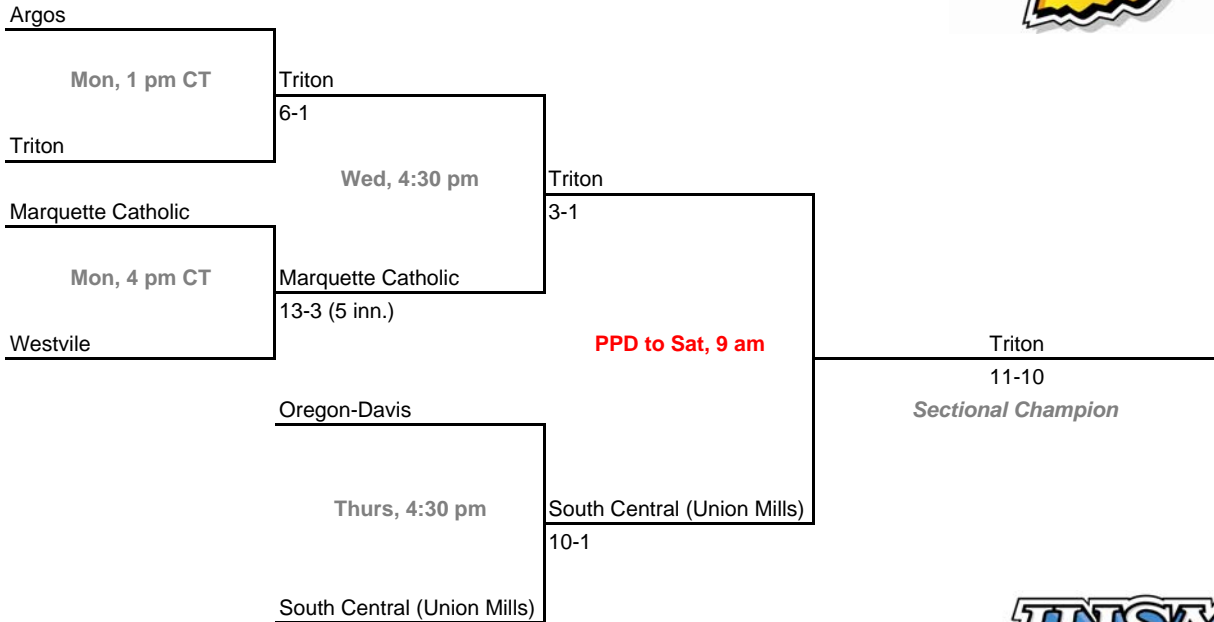 Argos
Mon, 1 pm CT
Triton
6-1
Triton
Wed, 4:30 pm
Triton
3-1
Marquette Catholic
Mon, 4 pm CT
Marquette Catholic
13-3 (5 inn.)
Westvile
PPD to Sat, 9 am
Triton
11-10
Sectional Champion
Oregon-Davis
Thurs, 4:30 pm
South Central (Union Mills)
10-1
South Central (Union Mills)